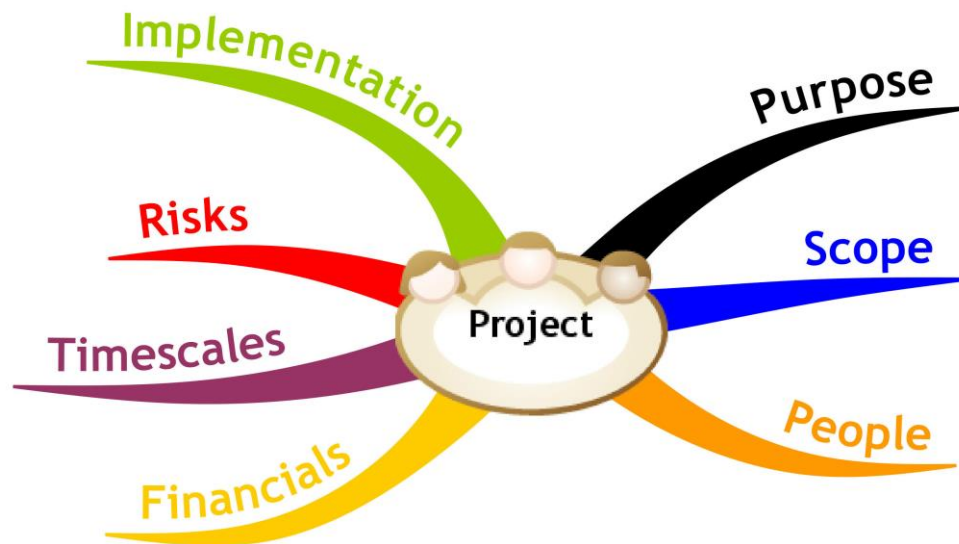 Implementation
Purpose
Risks
Scope
Project
Timescales
People
Financials